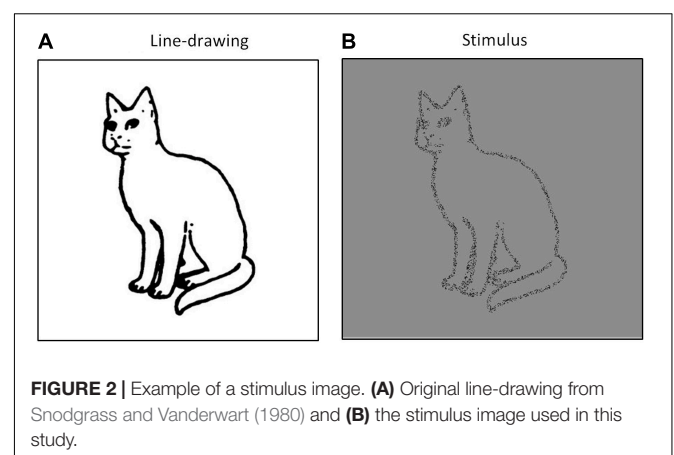 A Line-drawing B Stimulus
FIGURE 2 | Example of a stimulus image. (A) Original line-drawing from
Snodgrass and Vanderwart (1980) and (B) the stimulus image used in this
study.